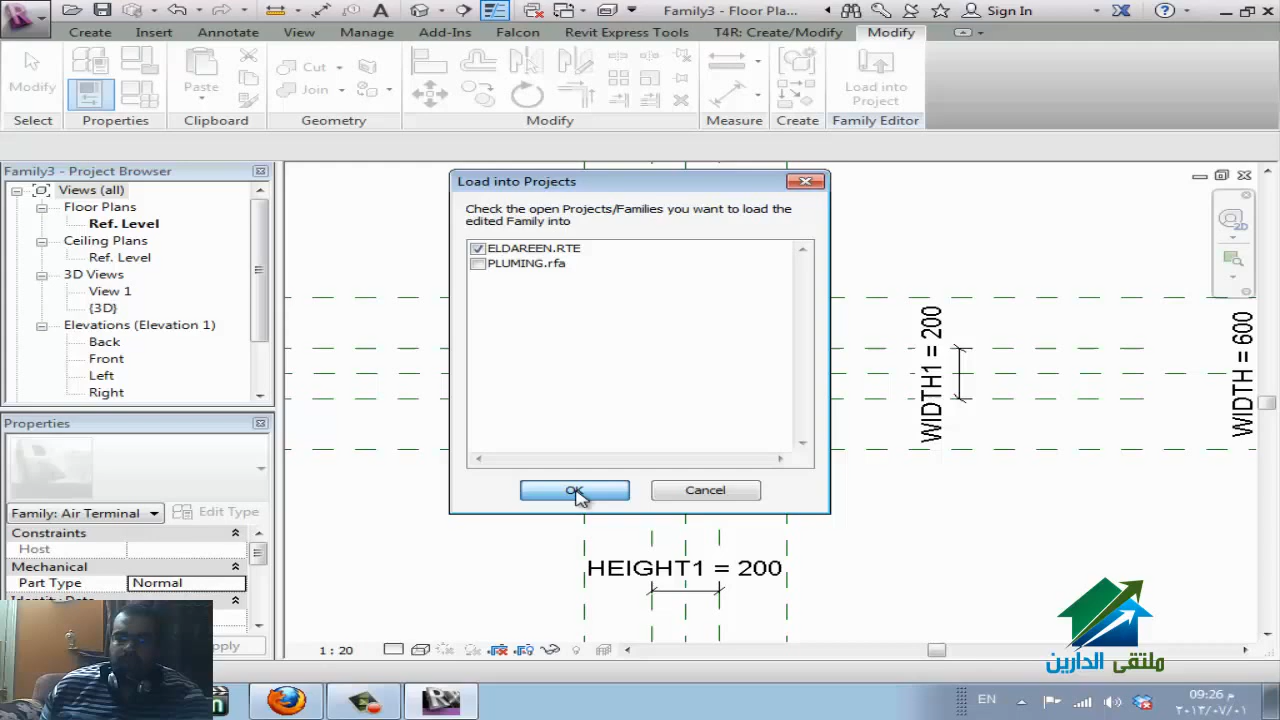 Family3 - Floor Pla...
Sign In
Create
Insert
Annotate
View
Manage
Add-Ins
Falcon
Revit Express Tools
T4R: Create/Modify
Modify
Modify
Paste
Cut
Join
Load into
Project
Select
Properties
Clipboard
Geometry
Modify
Measure
Create
Family Editor
Family3 - Project Browser
Views (all)
Floor Plans
Ref. Level
Ceiling Plans
Ref. Level
3D Views
View 1
{3D}
Elevations (Elevation 1)
Back
Front
Left
Right
Properties
Family: Air Terminal
Edit Type
Constraints
Host
Mechanical
Part Type
Normal
Load into Projects
Check the open Projects/Families you want to load the
edited Family into
ELDAREEN.RTE
PLUMING.rfa
OK
Cancel
WIDTH1 = 200
WIDTH = 600
HEIGHT1 = 200
1 : 20
ملتقى الدارين
EN
09:26 م
٢٠١٣/٠٧/٠١